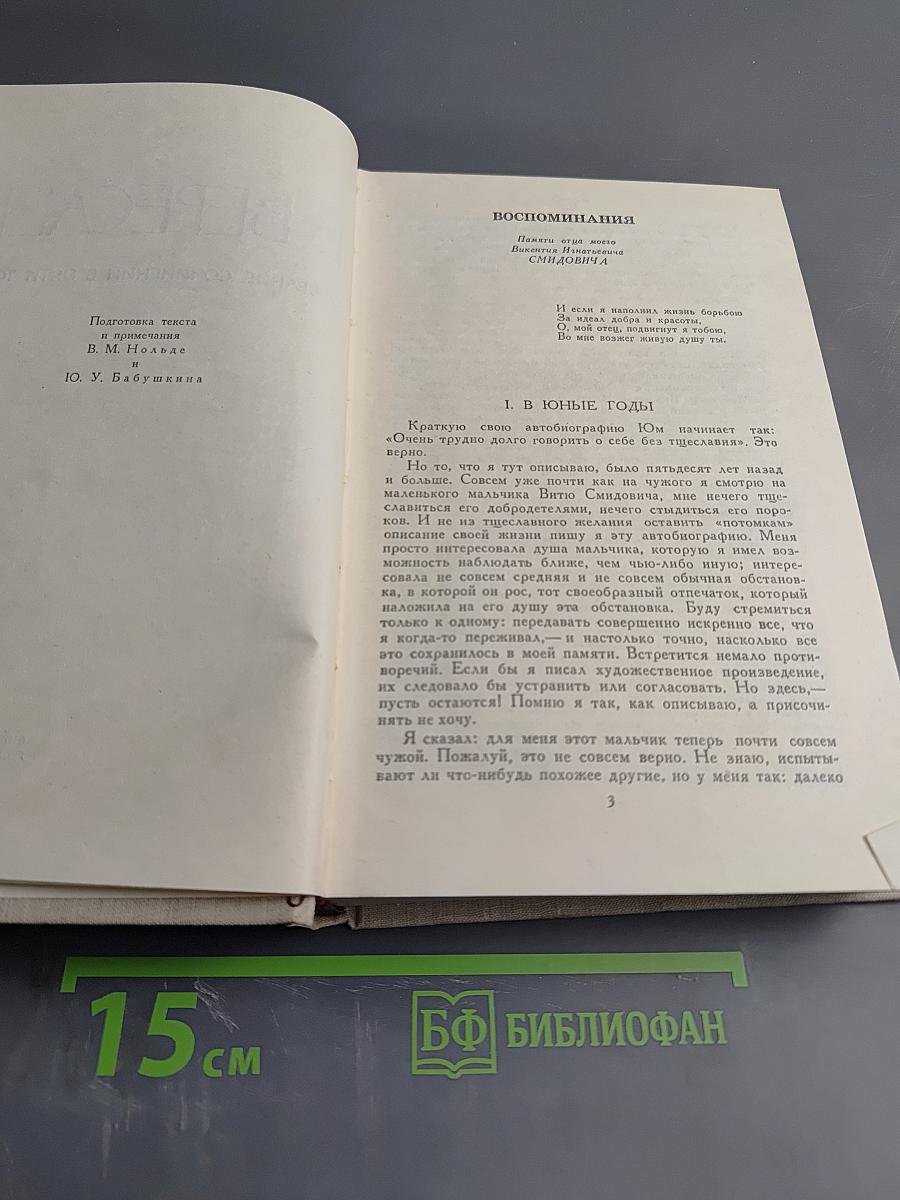 Подготовка текста
и примечания
В. М. Нольде
и
Ю. У. Бабушкина
ВОСПОМИНАНИЯ
Памяти отца моего
Викентия Игнатьевича
СМИДОВИЧА
И если я наполнил жизнь борьбою
За идеал добра и красоты,
О, мой отец, подвигнут я тобою,
Во мне возжег живую душу ты.
I. В ЮНЫЕ ГОДЫ
Краткую свою автобиографию Юм начинает так:
«Очень трудно долго говорить о себе без тщеславия». Это
верно.
Но то, что я тут описываю, было пятьдесят лет назад
и больше. Совсем уже почти как на чужого я смотрю на
маленького мальчика Витю Смидовича, мне нечего тще-
славиться его добродетелями, нечего стыдиться его поро-
ков. И не из тщеславного желания оставить «потомкам»
описание своей жизни пишу я эту автобиографию. Меня
просто интересовала душа мальчика, которую я имел воз-
можность наблюдать ближе, чем чью-либо иную; интере-
совала не совсем средняя и не совсем обычная обстанов-
ка, в которой он рос, тот своеобразный отпечаток, который
наложила на его душу эта обстановка. Буду стремиться
только к одному: передавать совершенно искренно все, что
я когда-то переживал,— и настолько точно, насколько все
это сохранилось в моей памяти. Встретится немало проти-
воречий. Если бы я писал художественное произведение,
их следовало бы устранить или согласовать. Но здесь,—
пусть остаются! Помню я так, как описываю, а присочи-
нять не хочу.
Я сказал: для меня этот мальчик теперь почти совсем
чужой. Пожалуй, это не совсем верно. Не знаю, испыты-
вают ли что-нибудь похожее другие, но у меня так: далеко
3
15 см
БФ БИБЛИОФАН